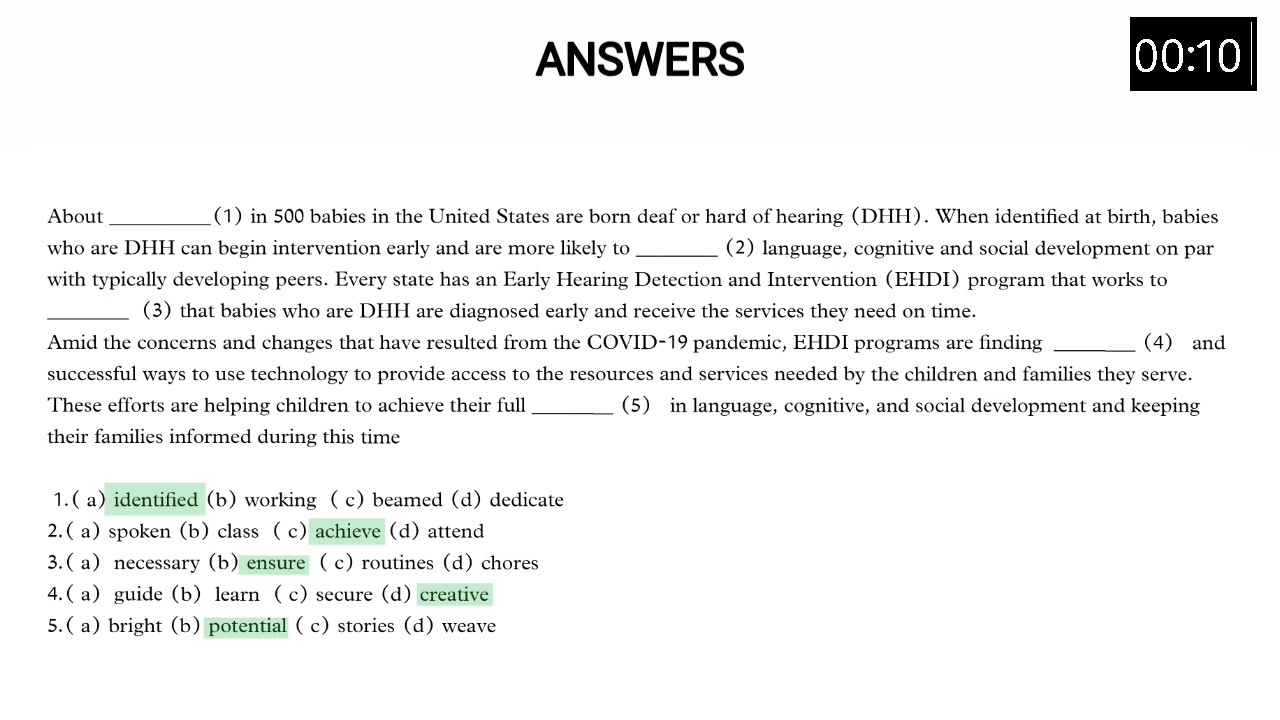 ANSWERS
00:10
About __________(1) in 500 babies in the United States are born deaf or hard of hearing (DHH). When identified at birth, babies
who are DHH can begin intervention early and are more likely to ________ (2) language, cognitive and social development on par
with typically developing peers. Every state has an Early Hearing Detection and Intervention (EHDI) program that works to
________ (3) that babies who are DHH are diagnosed early and receive the services they need on time.
Amid the concerns and changes that have resulted from the COVID-19 pandemic, EHDI programs are finding ________ (4) and
successful ways to use technology to provide access to the resources and services needed by the children and families they serve.
These efforts are helping children to achieve their full ________ (5) in language, cognitive, and social development and keeping
their families informed during this time
1.( a) identified (b) working ( c) beamed (d) dedicate
2.( a) spoken (b) class ( c) achieve (d) attend
3.( a) necessary (b) ensure ( c) routines (d) chores
4.( a) guide (b) learn ( c) secure (d) creative
5.( a) bright (b) potential ( c) stories (d) weave